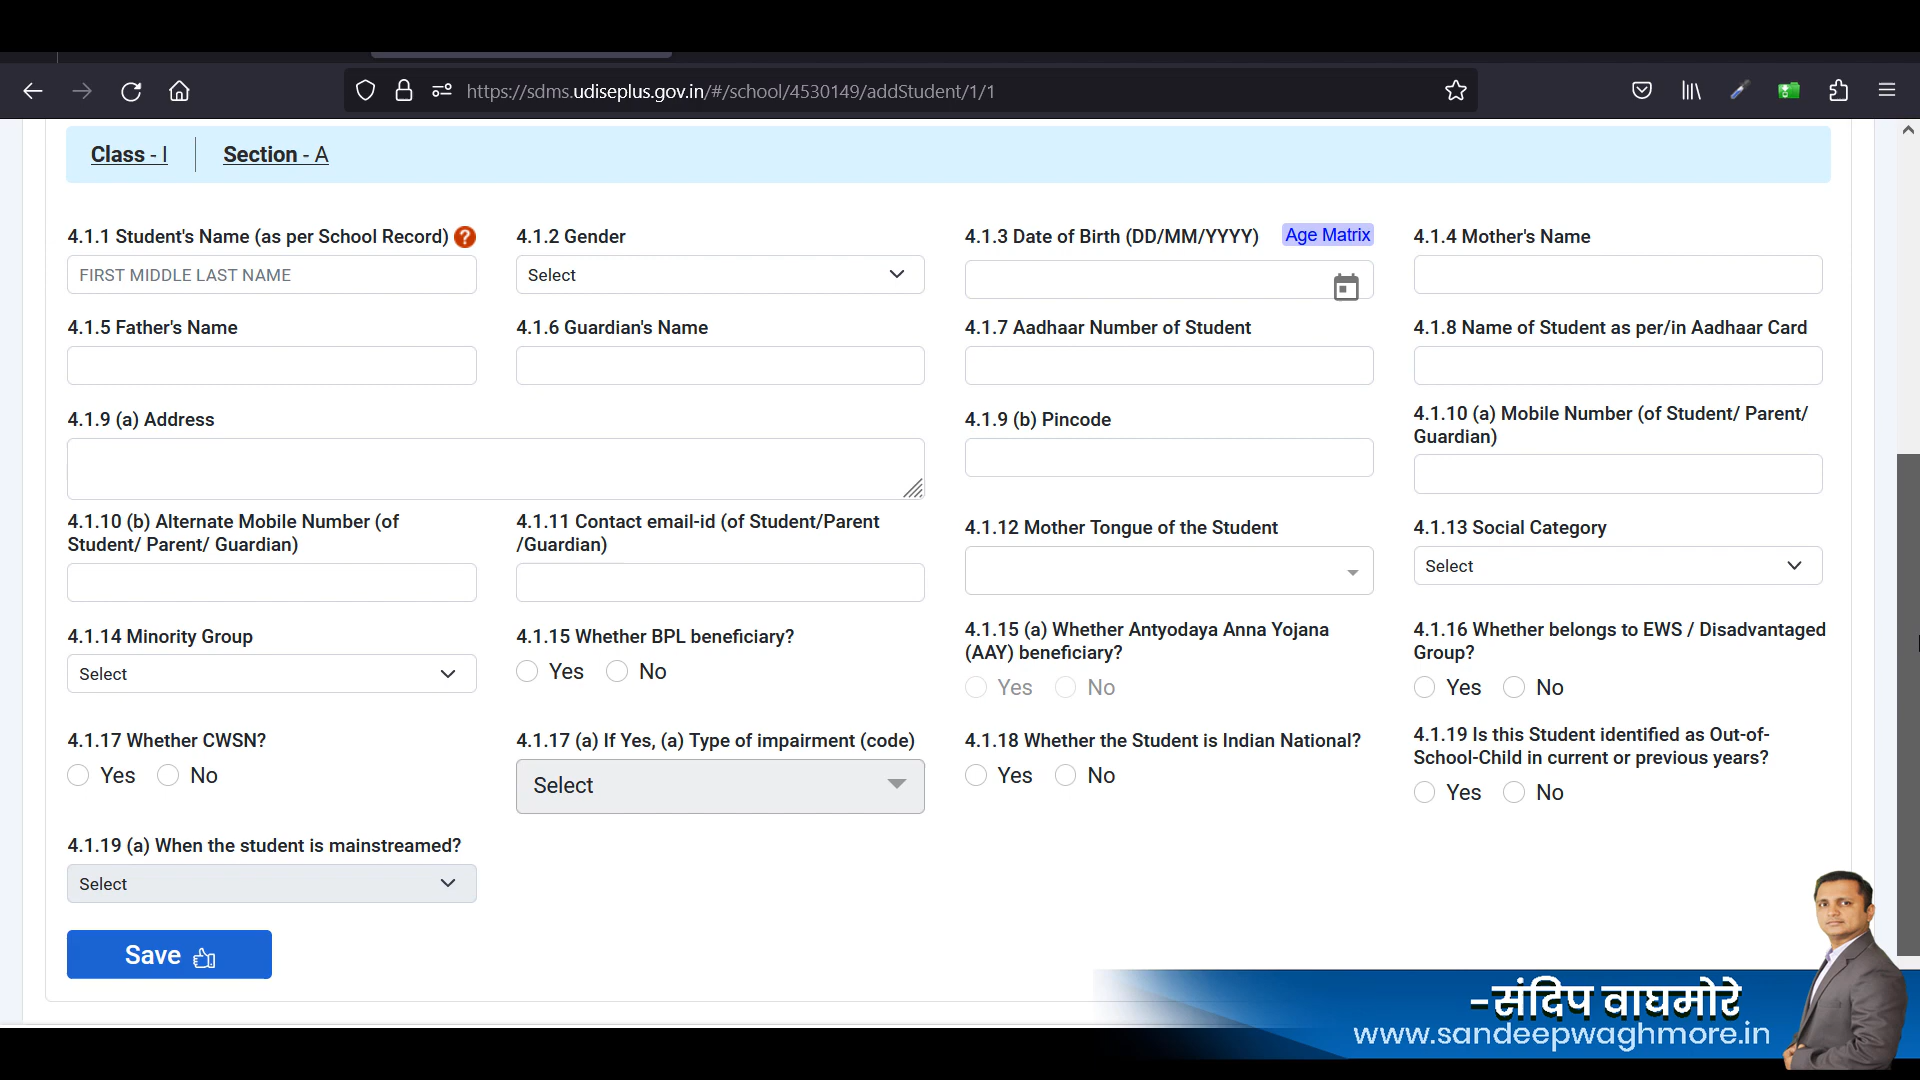 https://sdms.udiseplus.gov.in/#/school/4530149/addStudent/1/1
Class - I
Section - A
4.1.1 Student's Name (as per School Record) ?
FIRST MIDDLE LAST NAME
4.1.2 Gender
Select
4.1.3 Date of Birth (DD/MM/YYYY) Age Matrix
4.1.4 Mother's Name
4.1.5 Father's Name
4.1.6 Guardian's Name
4.1.7 Aadhaar Number of Student
4.1.8 Name of Student as per/in Aadhaar Card
4.1.9 (a) Address
4.1.9 (b) Pincode
4.1.10 (a) Mobile Number (of Student/ Parent/
Guardian)
4.1.10 (b) Alternate Mobile Number (of
Student/ Parent/ Guardian)
4.1.11 Contact email-id (of Student/Parent
/Guardian)
4.1.12 Mother Tongue of the Student
4.1.13 Social Category
Select
4.1.14 Minority Group
Select
4.1.15 Whether BPL beneficiary?
Yes No
4.1.15 (a) Whether Antyodaya Anna Yojana
(AAY) beneficiary?
Yes No
4.1.16 Whether belongs to EWS / Disadvantaged
Group?
Yes No
4.1.17 Whether CWSN?
Yes No
4.1.17 (a) If Yes, (a) Type of impairment (code)
Select
4.1.18 Whether the Student is Indian National?
Yes No
4.1.19 Is this Student identified as Out-of-
School-Child in current or previous years?
Yes No
4.1.19 (a) When the student is mainstreamed?
Select
Save
-संदिप वाघमोरे
www.sandeepwaghmore.in